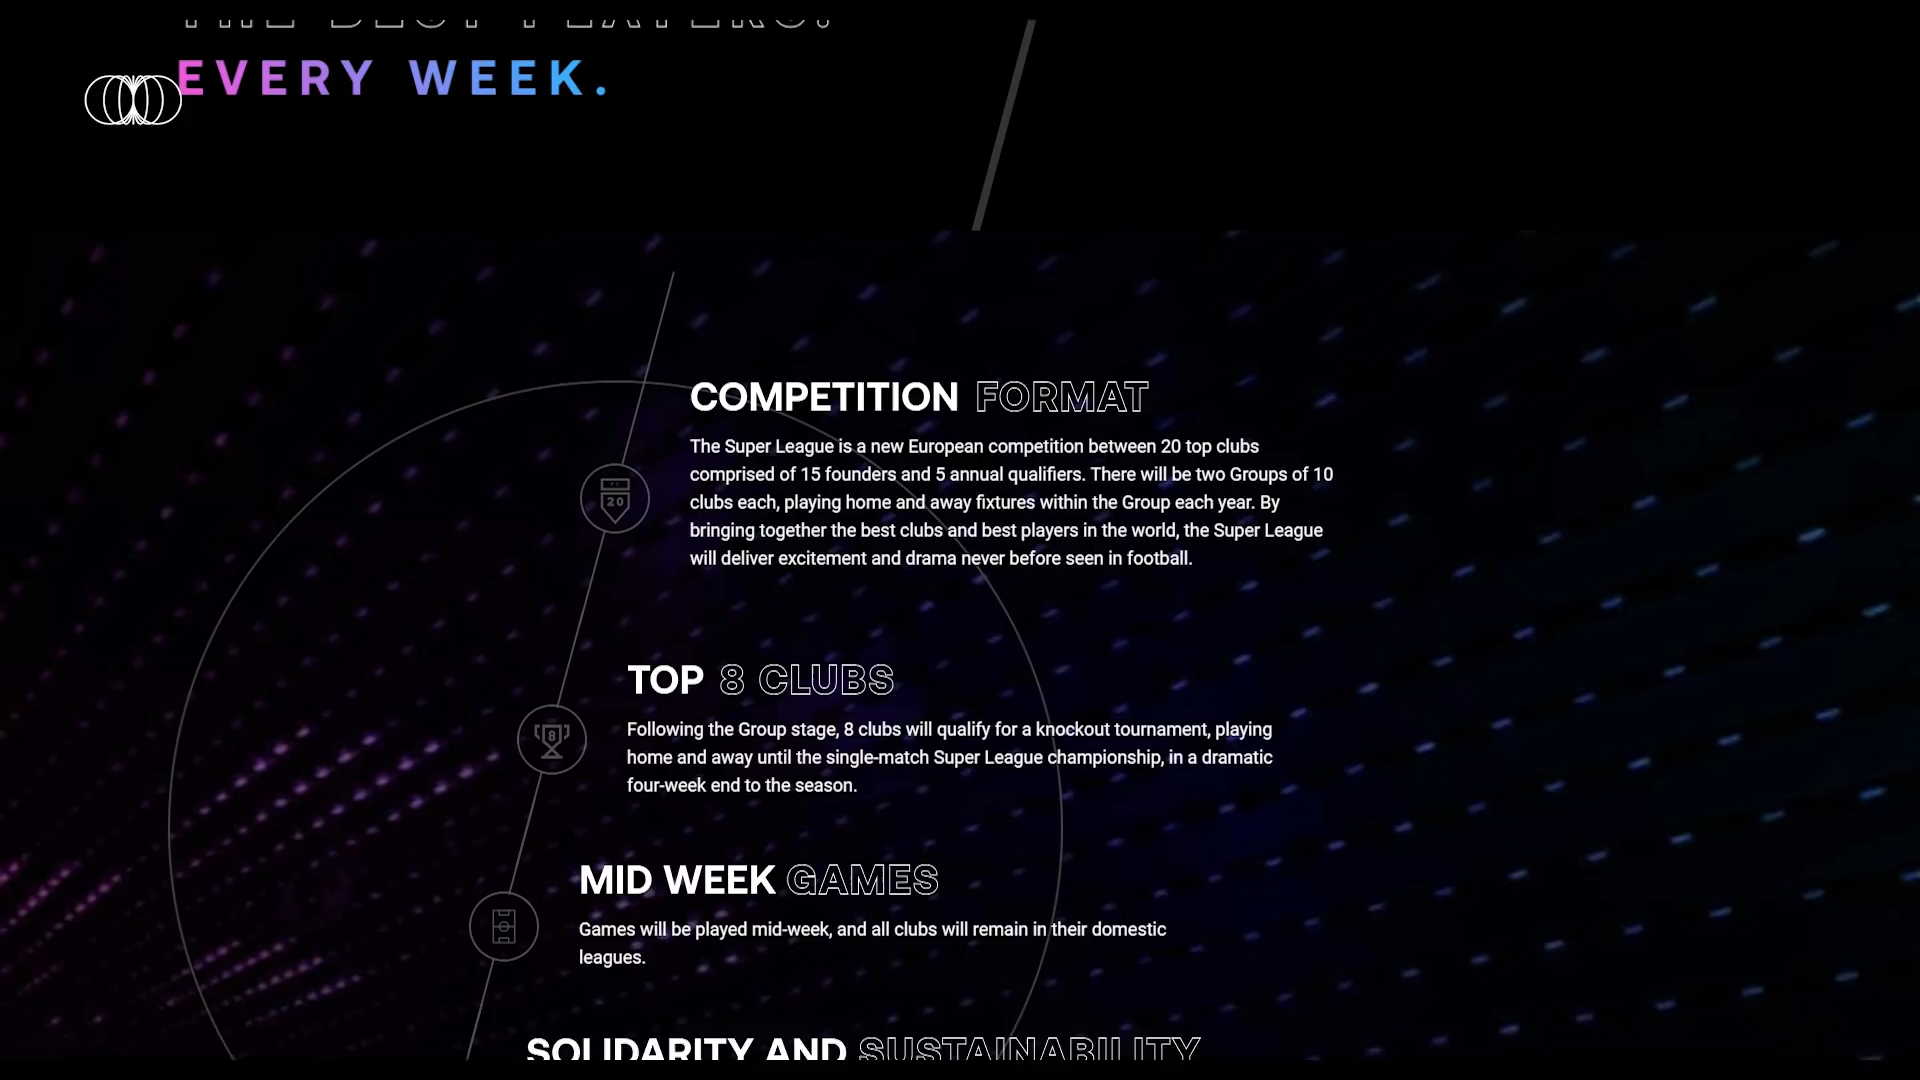 THE BEST PLAYERS.
EVERY WEEK.
COMPETITION FORMAT
The Super League is a new European competition between 20 top clubs
comprised of 15 founders and 5 annual qualifiers. There will be two Groups of 10
clubs each, playing home and away fixtures within the Group each year. By
bringing together the best clubs and best players in the world, the Super League
will deliver excitement and drama never before seen in football.
20
TOP 8 CLUBS
Following the Group stage, 8 clubs will qualify for a knockout tournament, playing
home and away until the single-match Super League championship, in a dramatic
four-week end to the season.
8
MID WEEK GAMES
Games will be played mid-week, and all clubs will remain in their domestic
leagues.
SOLIDARITY AND SUSTAINABILITY